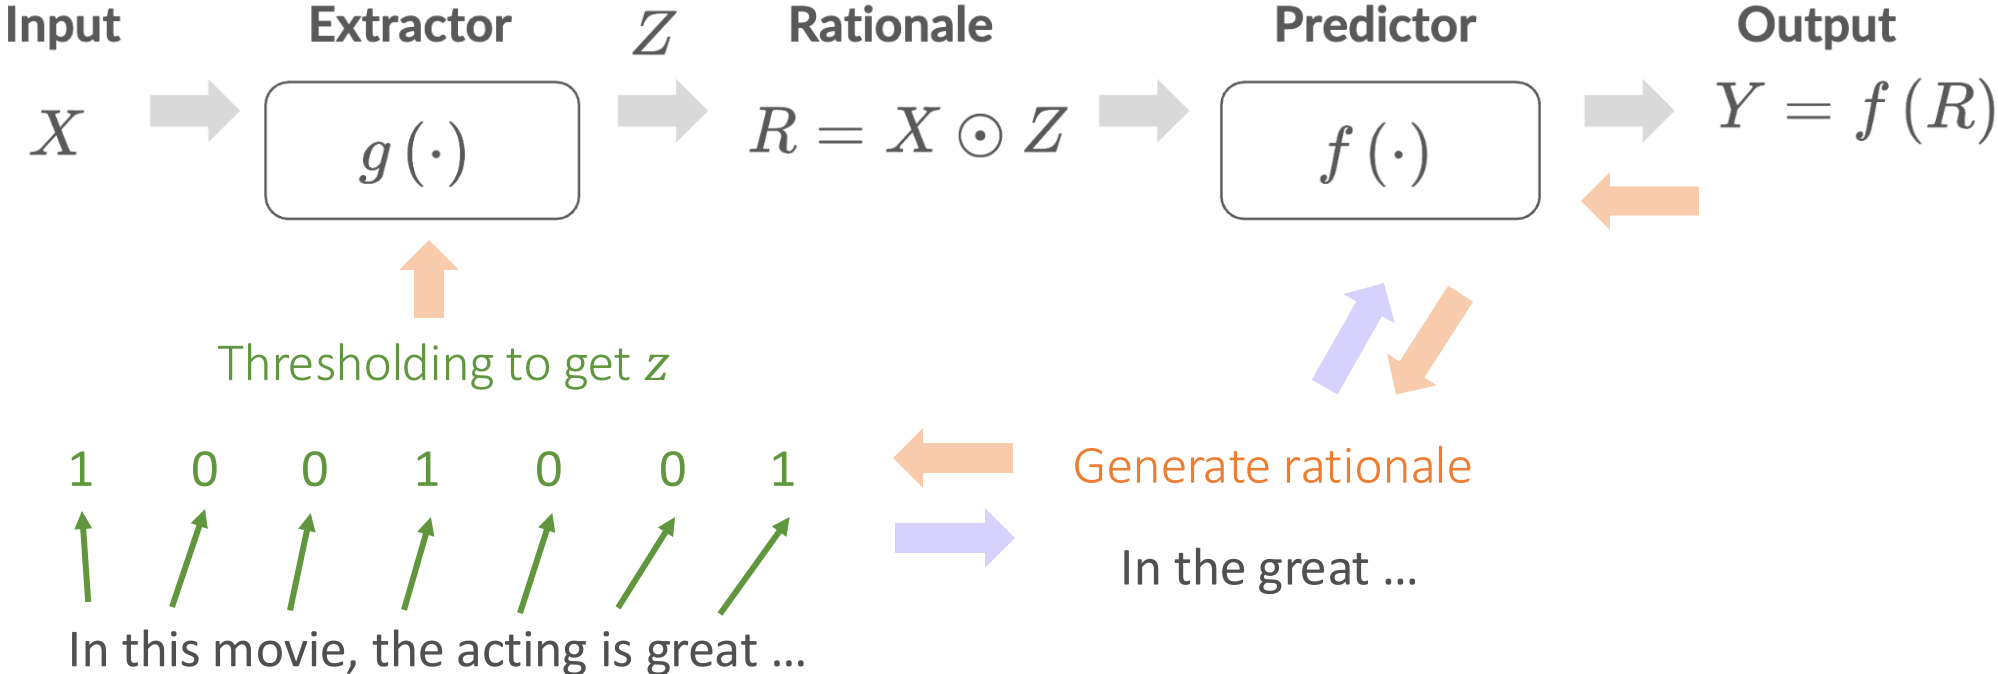 Input Extractor Z Rationale Predictor Output
X g(·) R = X ⊙ Z f(·) Y = f(R)
Thresholding to get z
1 0 0 1 0 0 1
Generate rationale
In the great ...
In this movie, the acting is great ...